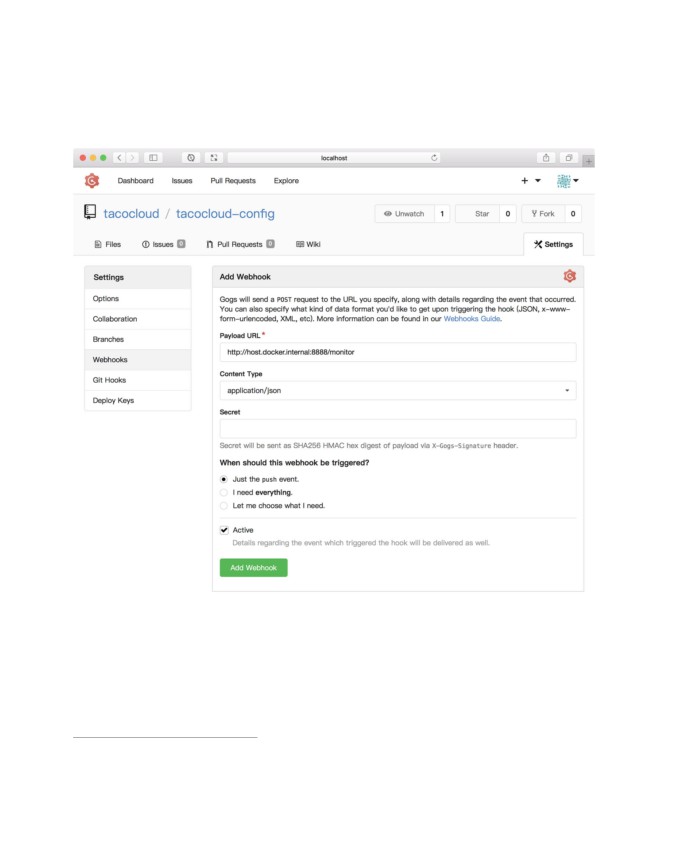 localhost
Dashboard Issues Pull Requests Explore
tacocloud / tacocloud-config
Unwatch 1 Star 0 Fork 0
Files Issues 0 Pull Requests 0 Wiki Settings
Settings
Options
Collaboration
Branches
Webhooks
Git Hooks
Deploy Keys
Add Webhook
Gogs will send a POST request to the URL you specify, along with details regarding the event that occurred.
You can also specify what kind of data format you'd like to get upon triggering the hook (JSON, x-www-
form-urlencoded, XML, etc). More information can be found in our Webhooks Guide.
Payload URL *
http://host.docker.internal:8888/monitor
Content Type
application/json
Secret
Secret will be sent as SHA256 HMAC hex digest of payload via X-Gogs-Signature header.
When should this webhook be triggered?
Just the push event.
I need everything.
Let me choose what I need.
Active
Details regarding the event which triggered the hook will be delivered as well.
Add Webhook